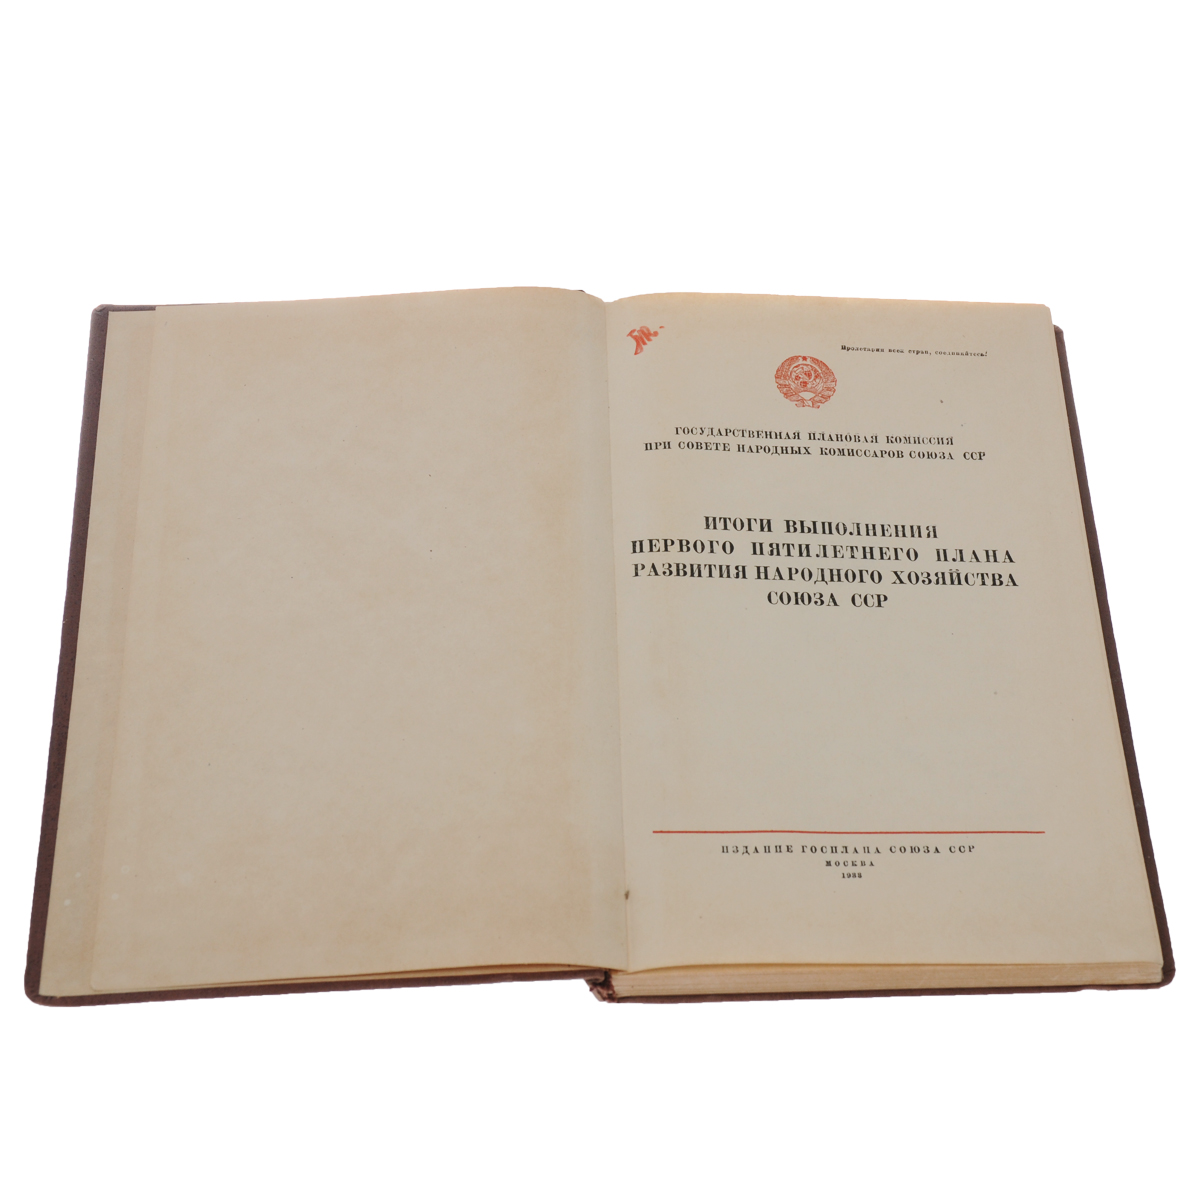 Пролетарии всех стран, соединяйтесь!
ГОСУДАРСТВЕННАЯ ПЛАНОВАЯ КОМИССИЯ
ПРИ СОВЕТЕ НАРОДНЫХ КОМИССАРОВ СОЮЗА ССР
ИТОГИ ВЫПОЛНЕНИЯ
ПЕРВОГО ПЯТИЛЕТНЕГО ПЛАНА
РАЗВИТИЯ НАРОДНОГО ХОЗЯЙСТВА
СОЮЗА ССР
ИЗДАНИЕ ГОСПЛАНА СОЮЗА ССР
МОСКВА